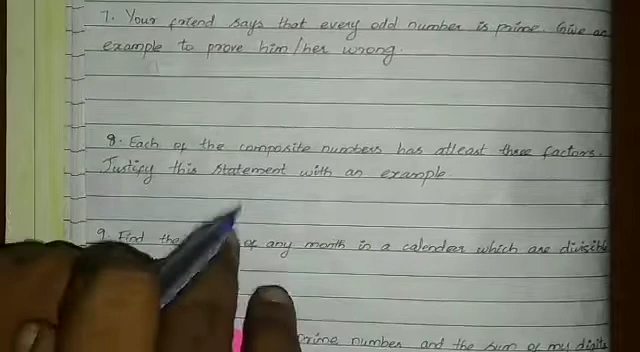 7. Your friend says that every odd number is prime. Give an
example to prove him/her wrong.
8. Each of the composite numbers has atleast three factors.
Justify this statement with an example.
9. Find the of any month in a calender which are divisible
prime number and the sum of my digits